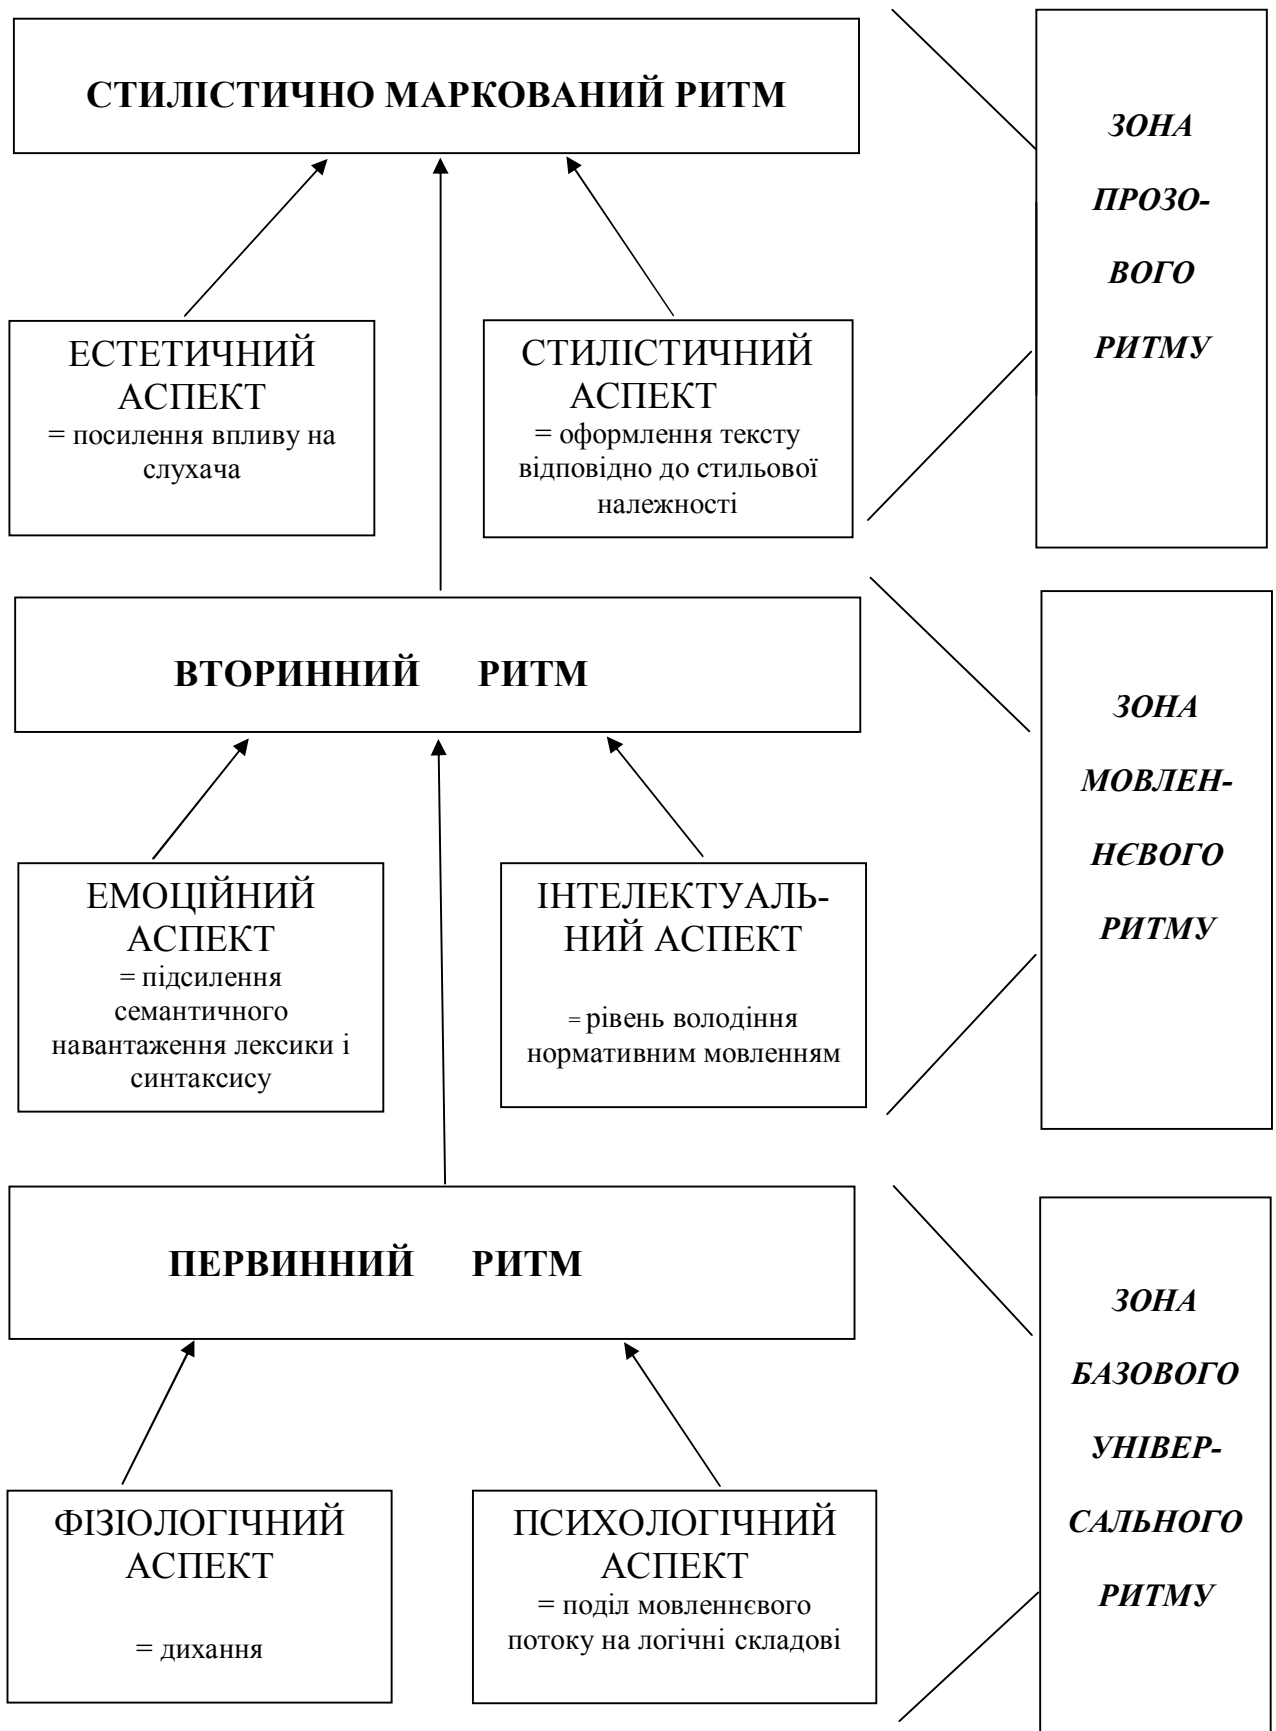 СТИЛІСТИЧНО МАРКОВАНИЙ РИТМ
ЗОНА
ПРОЗО-
ВОГО
РИТМУ
ЕСТЕТИЧНИЙ
АСПЕКТ
= посилення впливу на
слухача
СТИЛІСТИЧНИЙ
АСПЕКТ
= оформлення тексту
відповідно до стильової
належності
ВТОРИННИЙ РИТМ
ЗОНА
МОВЛЕН-
НЄВОГО
РИТМУ
ЕМОЦІЙНИЙ
АСПЕКТ
= підсилення
семантичного
навантаження лексики і
синтаксису
ІНТЕЛЕКТУАЛЬ-
НИЙ АСПЕКТ
= рівень володіння
нормативним мовленням
ПЕРВИННИЙ РИТМ
ЗОНА
БАЗОВОГО
УНІВЕР-
САЛЬНОГО
РИТМУ
ФІЗІОЛОГІЧНИЙ
АСПЕКТ
= дихання
ПСИХОЛОГІЧНИЙ
АСПЕКТ
= поділ мовленнєвого
потоку на логічні складові